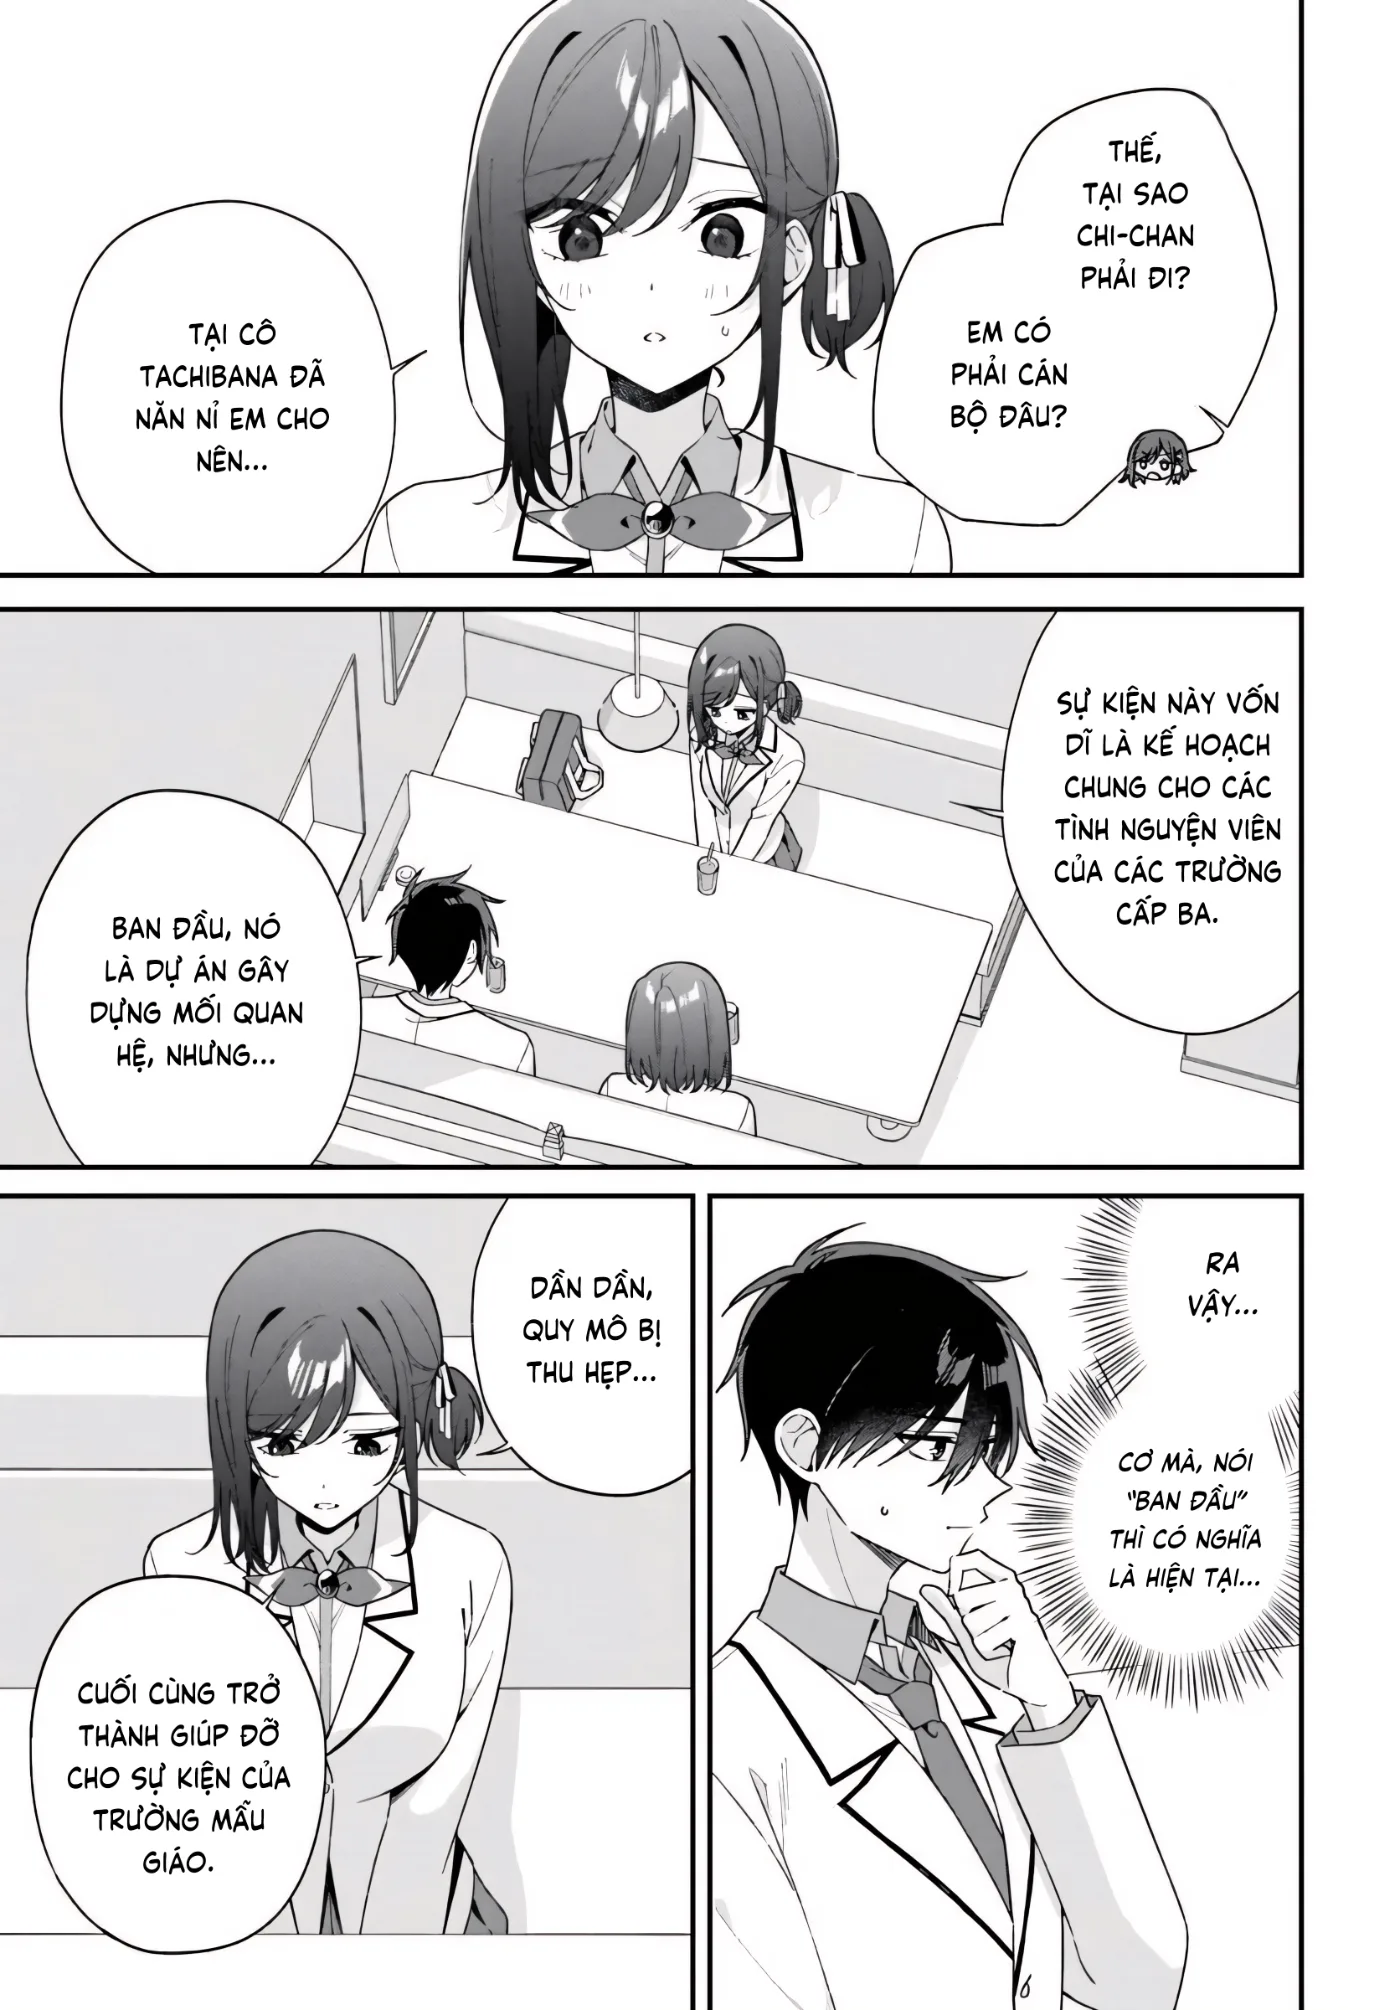 THẾ,
TẠI SAO
CHI-CHAN
PHẢI ĐI?
EM CÓ
PHẢI CÁN
BỘ ĐÂU?
TẠI CÔ
TACHIBANA ĐÃ
NĂN NỈ EM CHO
NÊN...
SỰ KIỆN NÀY VỐN
DĨ LÀ KẾ HOẠCH
CHUNG CHO CÁC
TÌNH NGUYỆN VIÊN
CỦA CÁC TRƯỜNG
CẤP BA.
BAN ĐẦU, NÓ
LÀ DỰ ÁN GÂY
DỰNG MỐI QUAN
HỆ, NHƯNG...
RA
VẬY...
CƠ MÀ, NÓI
"BAN ĐẦU"
THÌ CÓ NGHĨA
LÀ HIỆN TẠI...
DẦN DẦN,
QUY MÔ BỊ
THU HẸP...
CUỐI CÙNG TRỞ
THÀNH GIÚP ĐỠ
CHO SỰ KIỆN CỦA
TRƯỜNG MẪU
GIÁO.